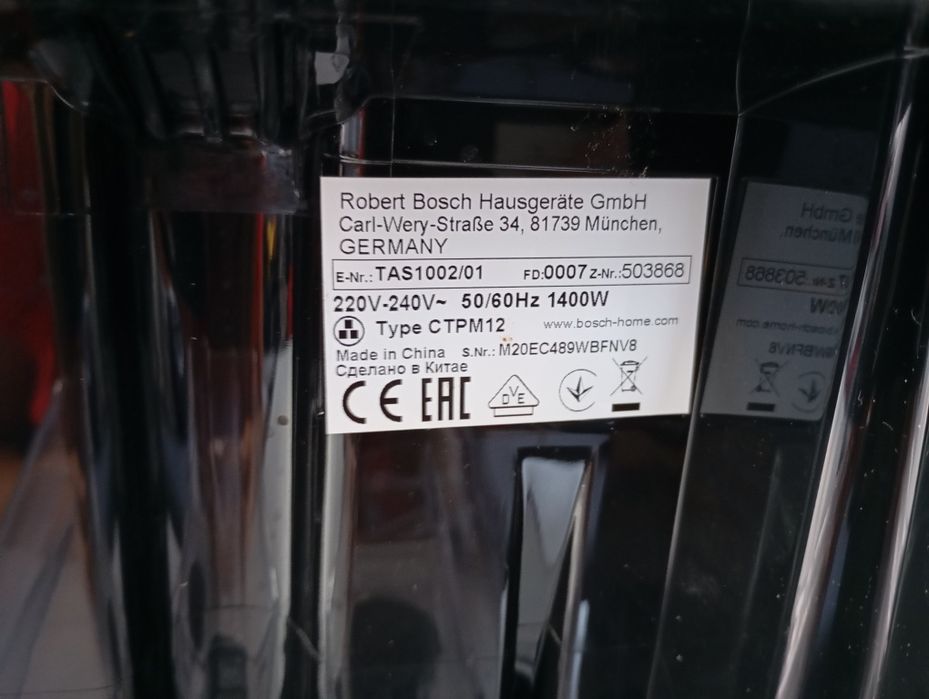 Robert Bosch Hausgeräte GmbH
Carl-Wery-Straße 34, 81739 München,
GERMANY
E-Nr.: TAS1002/01 FD:0007 Z-Nr.:503868
220V-240V~ 50/60Hz 1400W
Type CTPM12 www.bosch-home.com
Made in China S.Nr.: M20EC489WBFNV8
Сделано в Китае
CE EAC DVE